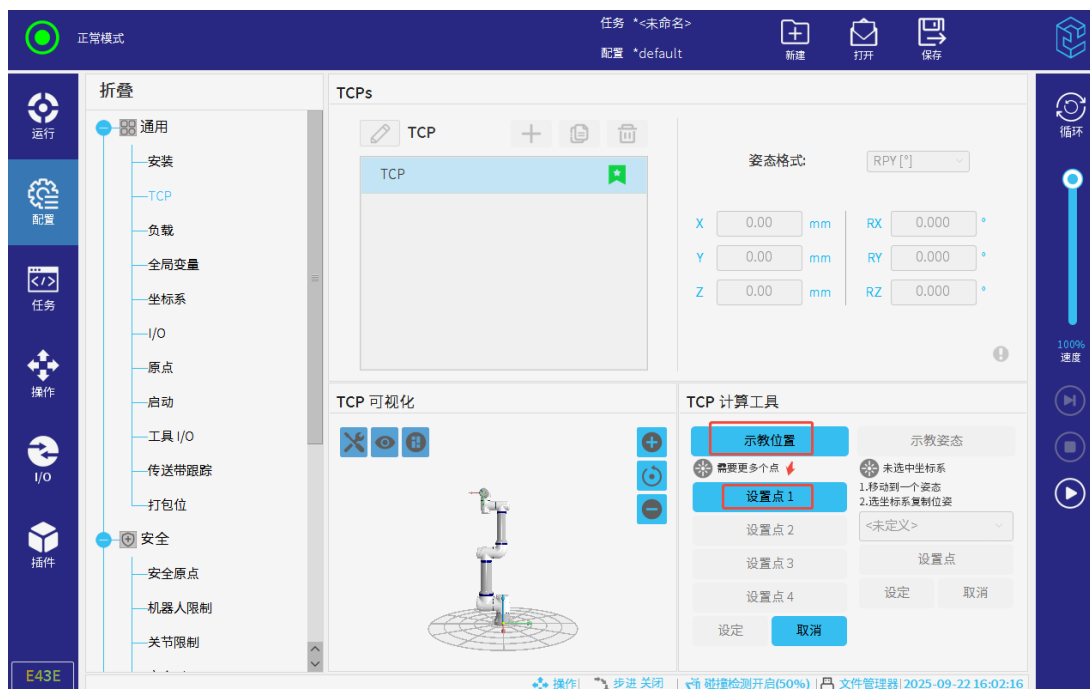 正常模式
任务 *<未命名>
配置 *default
新建
打开
保存
运行
配置
任务
操作
I/O
插件
E43E
折叠
通用
安装
TCP
负载
全局变量
坐标系
I/O
原点
启动
工具 I/O
传送带跟踪
打包位
安全
安全原点
机器人限制
关节限制
TCPs
TCP
TCP
姿态格式:
RPY [°]
X 0.00 mm RX 0.000 °
Y 0.00 mm RY 0.000 °
Z 0.00 mm RZ 0.000 °
TCP 可视化
TCP 计算工具
示教位置
示教姿态
需要更多个点
未选中坐标系
1.移动到一个姿态
2.选坐标系复制位姿
设置点 1
<未定义>
设置点 2
设置点 3
设置点
设置点 4
设定
取消
设定
取消
循环
100%
速度
操作| 步进 关闭 | 碰撞检测开启(50%) | 文件管理器| 2025-09-22 16:02:16